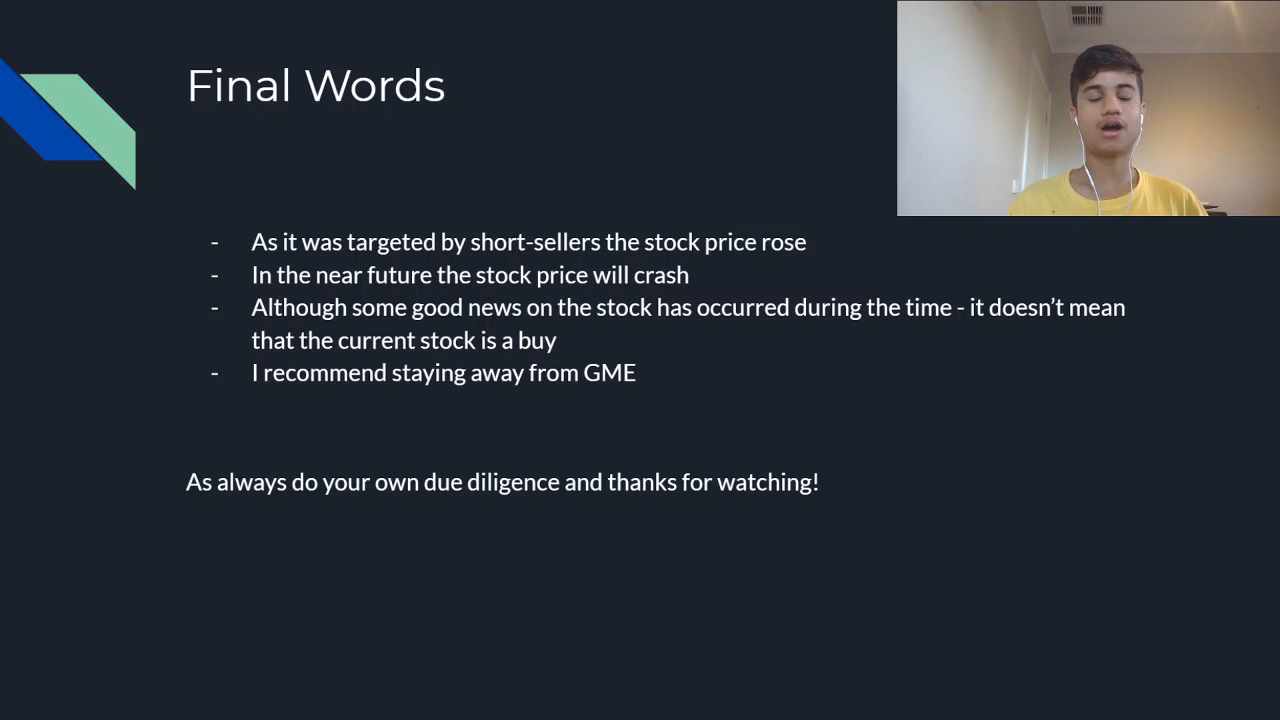 Final Words
- As it was targeted by short-sellers the stock price rose
- In the near future the stock price will crash
- Although some good news on the stock has occurred during the time - it doesn’t mean
that the current stock is a buy
- I recommend staying away from GME
As always do your own due diligence and thanks for watching!